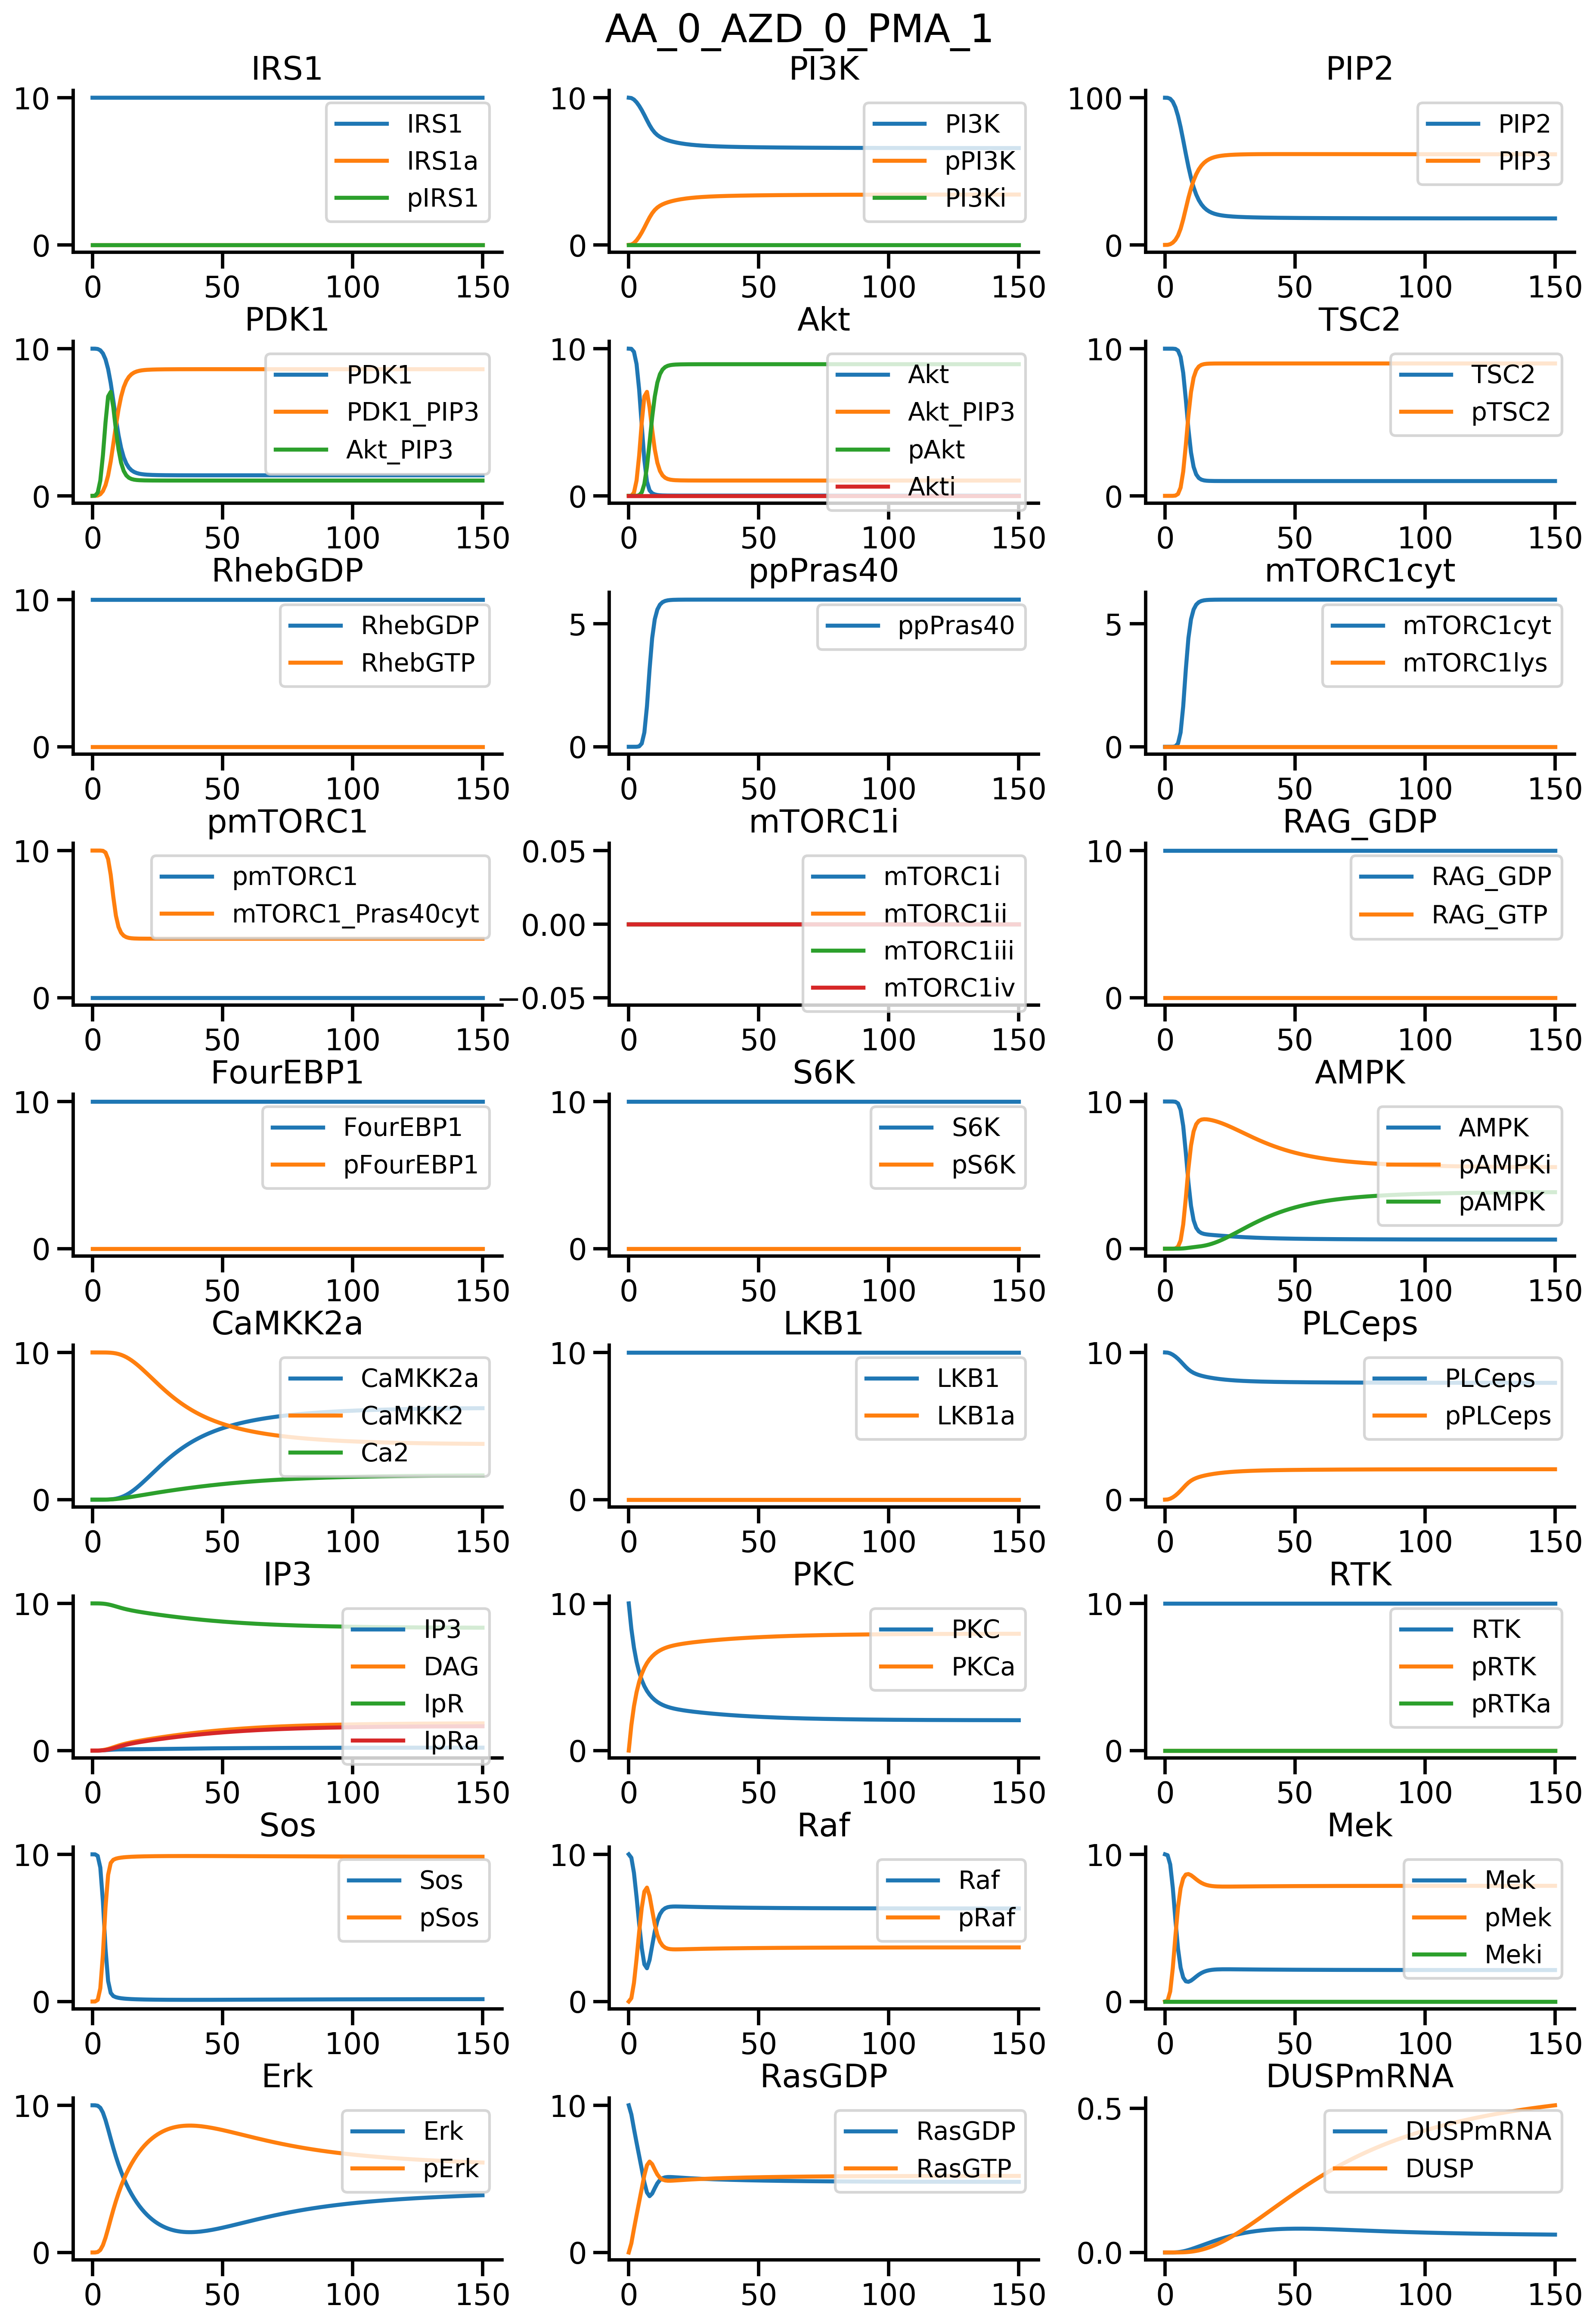 AA_0_AZD_0_PMA_1
IRS1
10
0
0 50 100 150
IRS1
IRS1a
pIRS1
PI3K
10
0
0 50 100 150
PI3K
pPI3K
PI3Ki
PIP2
100
0
0 50 100 150
PIP2
PIP3
PDK1
10
0
0 50 100 150
PDK1
PDK1_PIP3
Akt_PIP3
Akt
10
0
0 50 100 150
Akt
Akt_PIP3
pAkt
Akti
TSC2
10
0
0 50 100 150
TSC2
pTSC2
RhebGDP
10
0
0 50 100 150
RhebGDP
RhebGTP
ppPras40
5
0
0 50 100 150
ppPras40
mTORC1cyt
5
0
0 50 100 150
mTORC1cyt
mTORC1lys
pmTORC1
10
0
0 50 100 150
pmTORC1
mTORC1_Pras40cyt
mTORC1i
0.05
0.00
−0.05
0 50 100 150
mTORC1i
mTORC1ii
mTORC1iii
mTORC1iv
RAG_GDP
10
0
0 50 100 150
RAG_GDP
RAG_GTP
FourEBP1
10
0
0 50 100 150
FourEBP1
pFourEBP1
S6K
10
0
0 50 100 150
S6K
pS6K
AMPK
10
0
0 50 100 150
AMPK
pAMPKi
pAMPK
CaMKK2a
10
0
0 50 100 150
CaMKK2a
CaMKK2
Ca2
LKB1
10
0
0 50 100 150
LKB1
LKB1a
PLCeps
10
0
0 50 100 150
PLCeps
pPLCeps
IP3
10
0
0 50 100 150
IP3
DAG
IpR
IpRa
PKC
10
0
0 50 100 150
PKC
PKCa
RTK
10
0
0 50 100 150
RTK
pRTK
pRTKa
Sos
10
0
0 50 100 150
Sos
pSos
Raf
10
0
0 50 100 150
Raf
pRaf
Mek
10
0
0 50 100 150
Mek
pMek
Meki
Erk
10
0
0 50 100 150
Erk
pErk
RasGDP
10
0
0 50 100 150
RasGDP
RasGTP
DUSPmRNA
0.5
0.0
0 50 100 150
DUSPmRNA
DUSP